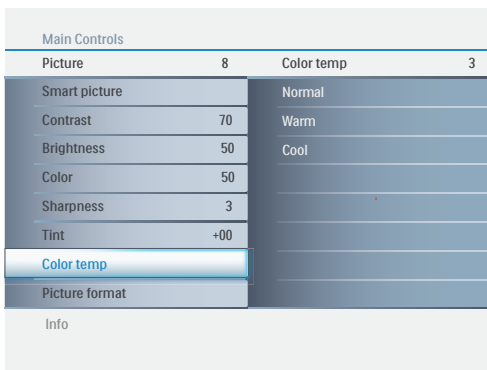 Main Controls
Picture 8 Color temp 3
Smart picture Normal
Contrast 70 Warm
Brightness 50 Cool
Color 50
Sharpness 3
Tint +00
Color temp
Picture format
Info